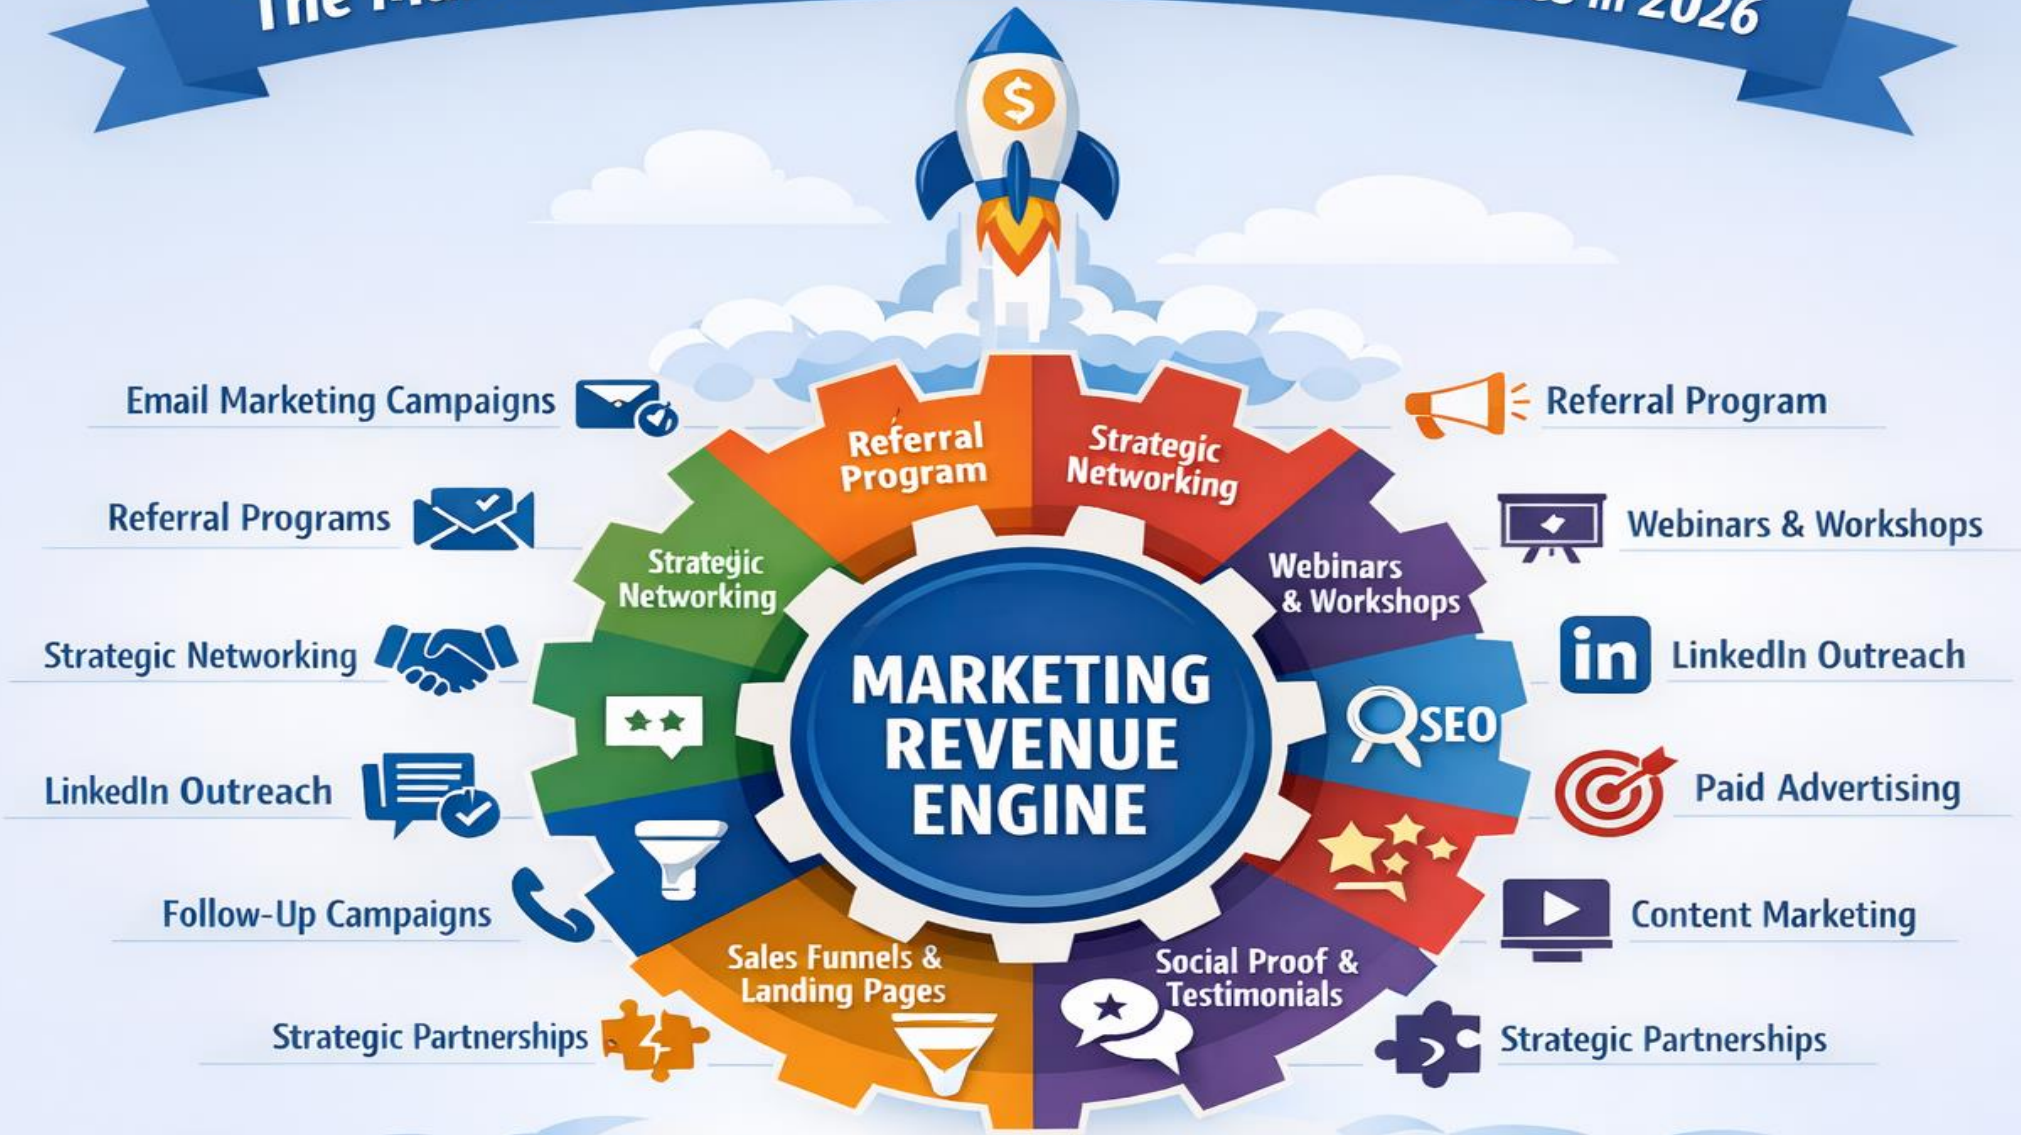 The
in 2026
$
Email Marketing Campaigns
Referral Programs
Strategic Networking
LinkedIn Outreach
Follow-Up Campaigns
Strategic Partnerships
Referral
Program
Strategic
Networking
Strategic
Networking
Webinars
& Workshops
SEO
MARKETING
REVENUE
ENGINE
Sales Funnels &
Landing Pages
Social Proof &
Testimonials
Referral Program
Webinars & Workshops
in LinkedIn Outreach
Paid Advertising
Content Marketing
Strategic Partnerships